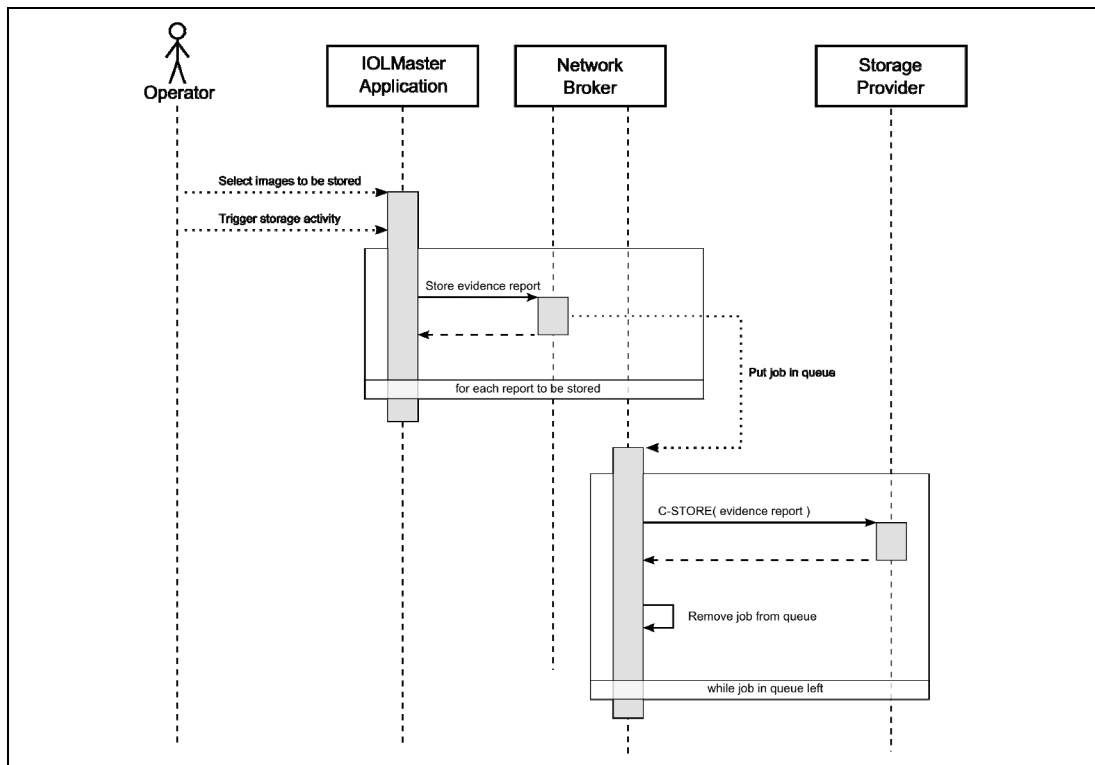 Operator
IOLMaster
Application
Network
Broker
Storage
Provider
Select images to be stored
Trigger storage activity
Store evidence report
Put job in queue
for each report to be stored
C-STORE( evidence report )
Remove job from queue
while job in queue left